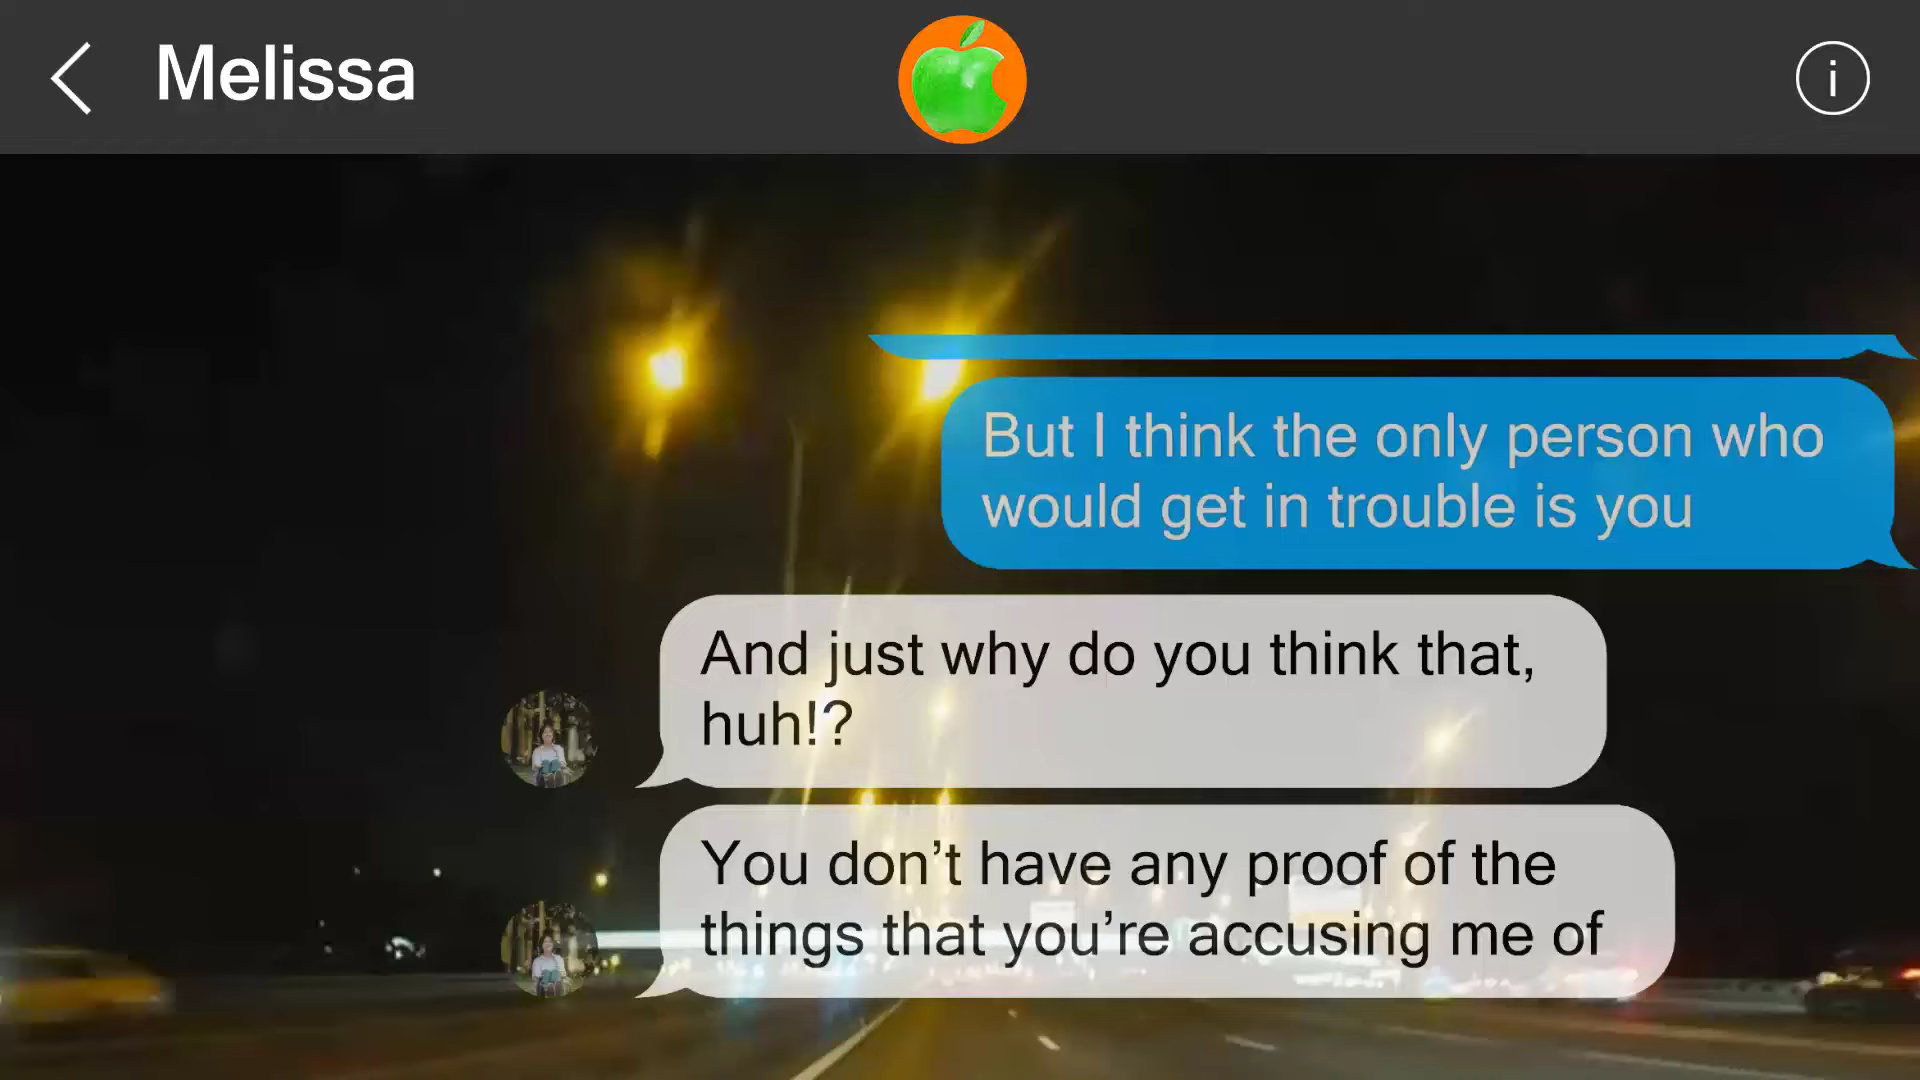 Melissa
i
But I think the only person who
would get in trouble is you
And just why do you think that,
huh!?
You don’t have any proof of the
things that you’re accusing me of